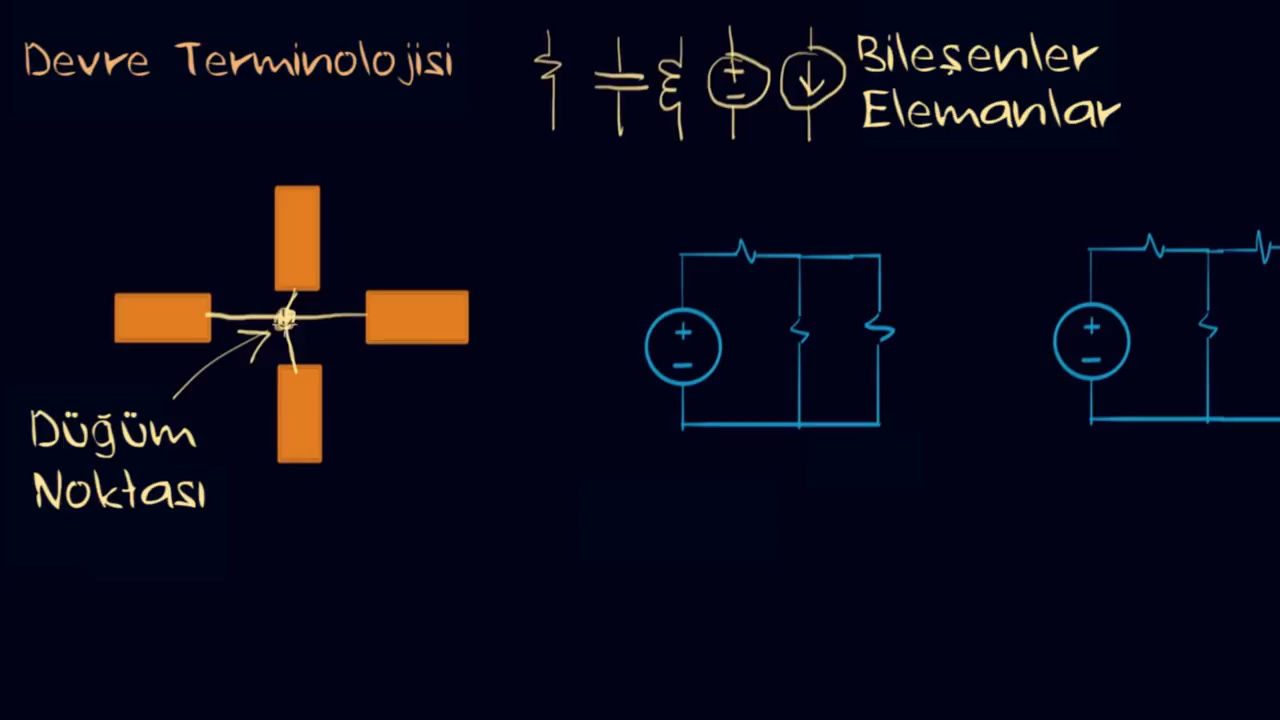 Devre Terminolojisi
Bileşenler
Elemanlar
Düğüm
Noktası